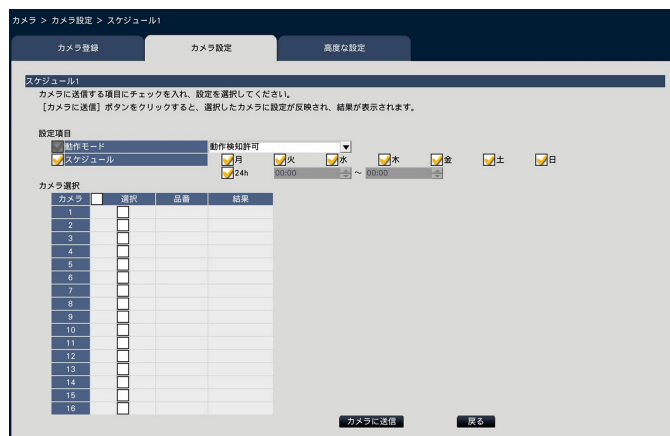 カメラ > カメラ設定 > スケジュール1
カメラ登録 カメラ設定 高度な設定
スケジュール1
カメラに送信する項目にチェックを入れ、設定を選択してください。
[カメラに送信] ボタンをクリックすると、選択したカメラに設定が反映され、結果が表示されます。
設定項目
動作モード 動作検知許可
スケジュール 月 火 水 木 金 土 日
24h 00:00 ~ 00:00
カメラ選択
カメラ 選択 品番 結果
1
2
3
4
5
6
7
8
9
10
11
12
13
14
15
16
カメラに送信 戻る